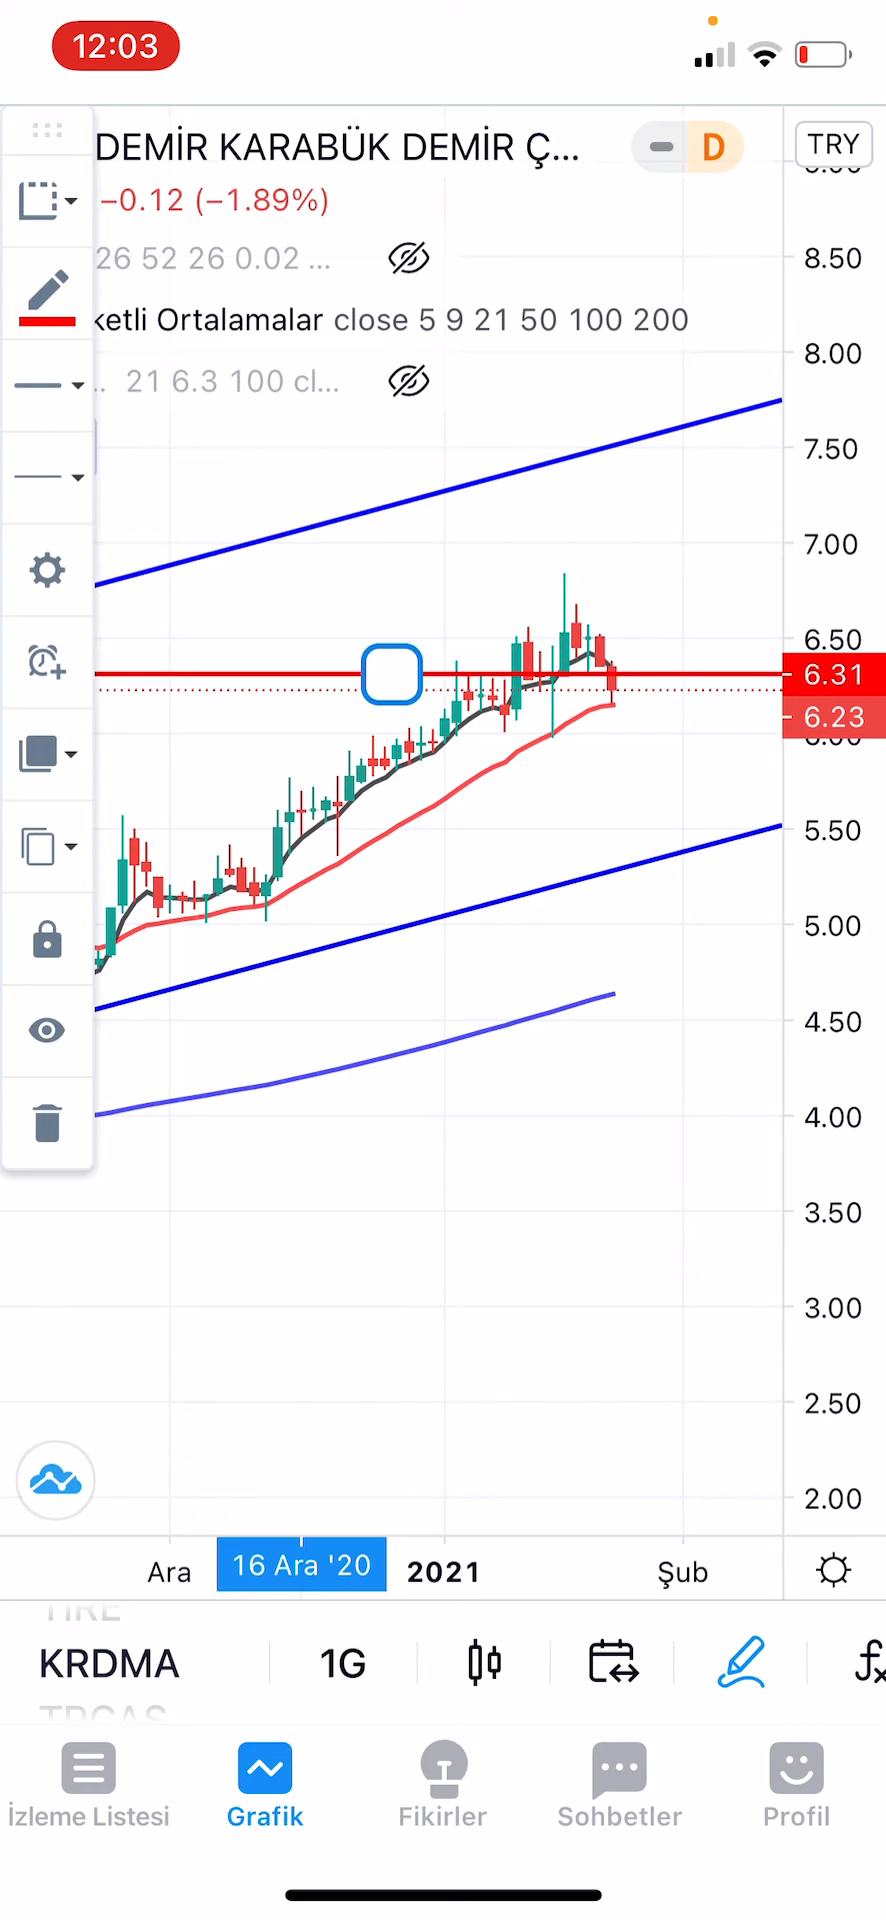 12:03
DEMİR KARABÜK DEMİR Ç...
D
TRY
−0.12 (−1.89%)
26 52 26 0.02 ...
ketli Ortalamalar close 5 9 21 50 100 200
.. 21 6.3 100 cl...
8.50
8.00
7.50
7.00
6.50
6.31
6.23
6.00
5.50
5.00
4.50
4.00
3.50
3.00
2.50
2.00
Ara
16 Ara '20
2021
Şub
KRDMA
1G
İzleme Listesi
Grafik
Fikirler
Sohbetler
Profil